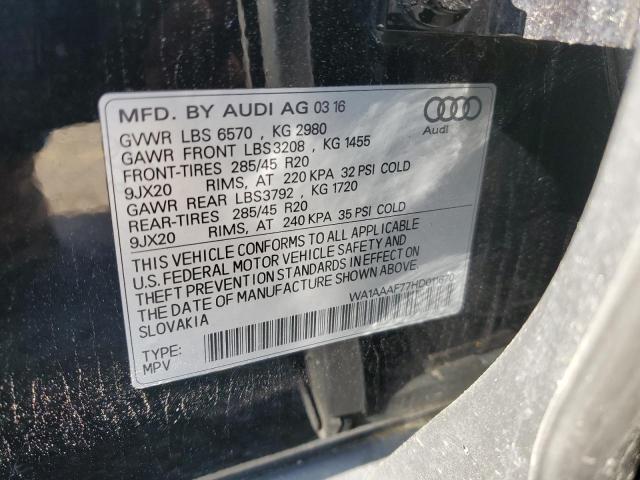 MFD. BY AUDI AG 03 16
Audi
GVWR LBS 6570 , KG 2980
GAWR FRONT LBS3208 , KG 1455
FRONT-TIRES 285/45 R20
9JX20 RIMS, AT 220 KPA 32 PSI COLD
GAWR REAR LBS3792 , KG 1720
REAR-TIRES 285/45 R20
9JX20 RIMS, AT 240 KPA 35 PSI COLD
THIS VEHICLE CONFORMS TO ALL APPLICABLE
U.S. FEDERAL MOTOR VEHICLE SAFETY AND
THEFT PREVENTION STANDARDS IN EFFECT ON
THE DATE OF MANUFACTURE SHOWN ABOVE.
SLOVAKIA
TYPE:
MPV